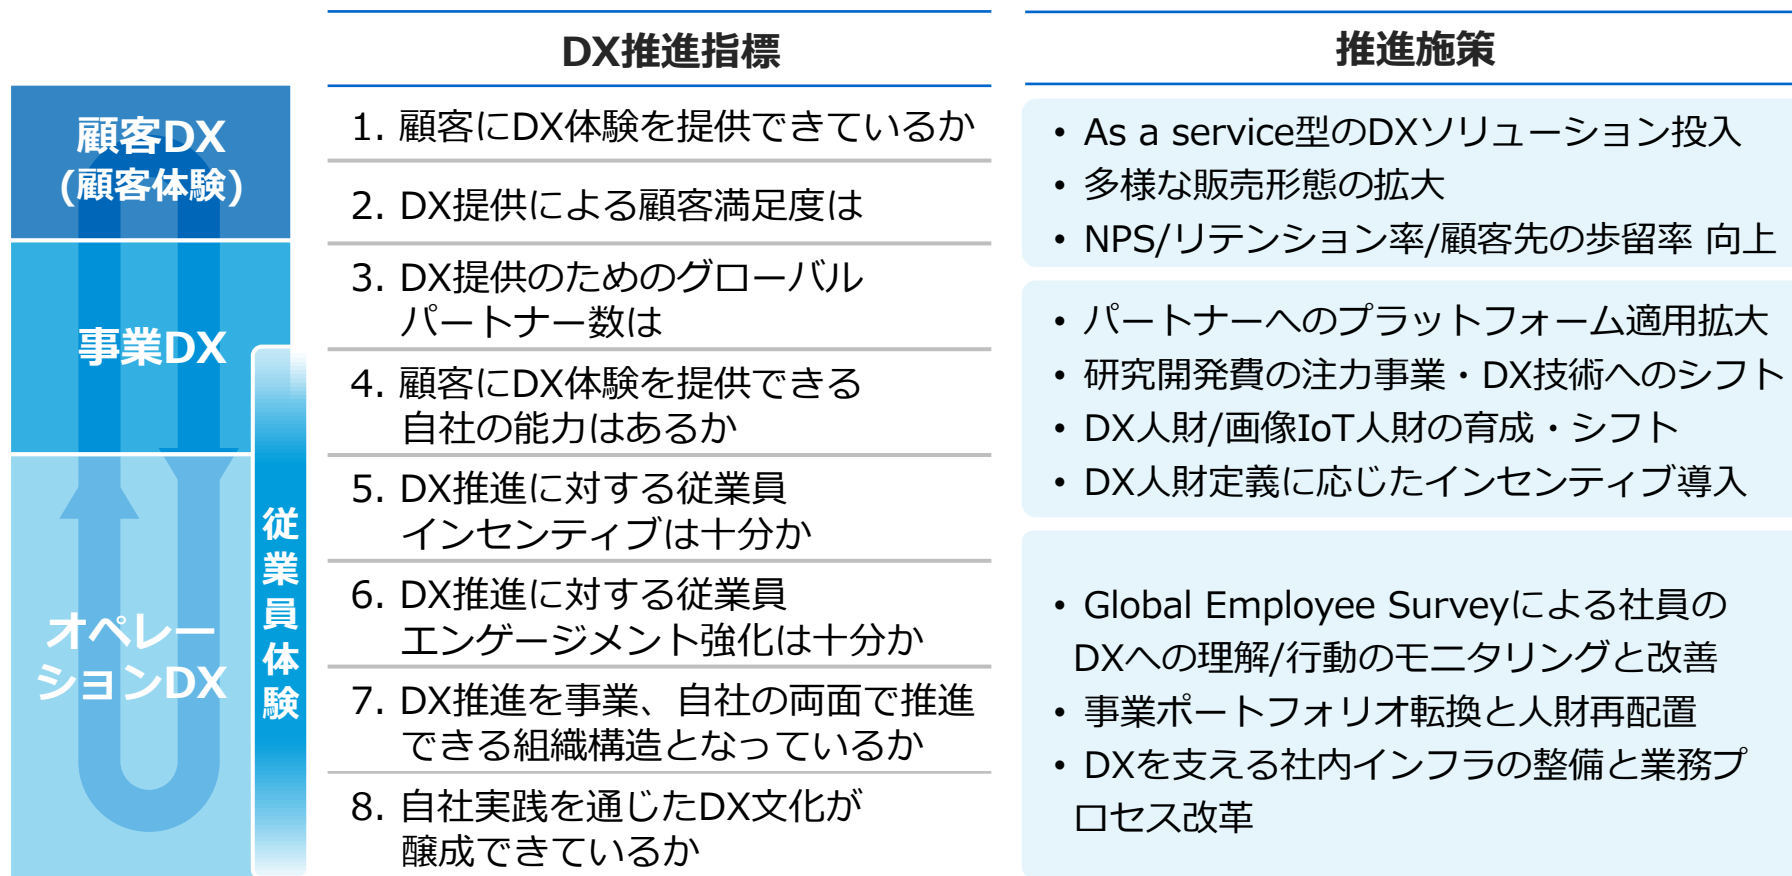 DX推進指標
推進施策
顧客DX
(顧客体験)
事業DX
オペレー
ションDX
従業員体験
1. 顧客にDX体験を提供できているか
2. DX提供による顧客満足度は
3. DX提供のためのグローバル
パートナー数は
4. 顧客にDX体験を提供できる
自社の能力はあるか
5. DX推進に対する従業員
インセンティブは十分か
6. DX推進に対する従業員
エンゲージメント強化は十分か
7. DX推進を事業、自社の両面で推進
できる組織構造となっているか
8. 自社実践を通じたDX文化が
醸成できているか
• As a service型のDXソリューション投入
• 多様な販売形態の拡大
• NPS/リテンション率/顧客先の歩留率 向上
• パートナーへのプラットフォーム適用拡大
• 研究開発費の注力事業・DX技術へのシフト
• DX人財/画像IoT人財の育成・シフト
• DX人財定義に応じたインセンティブ導入
• Global Employee Surveyによる社員の
DXへの理解/行動のモニタリングと改善
• 事業ポートフォリオ転換と人財再配置
• DXを支える社内インフラの整備と業務プ
ロセス改革